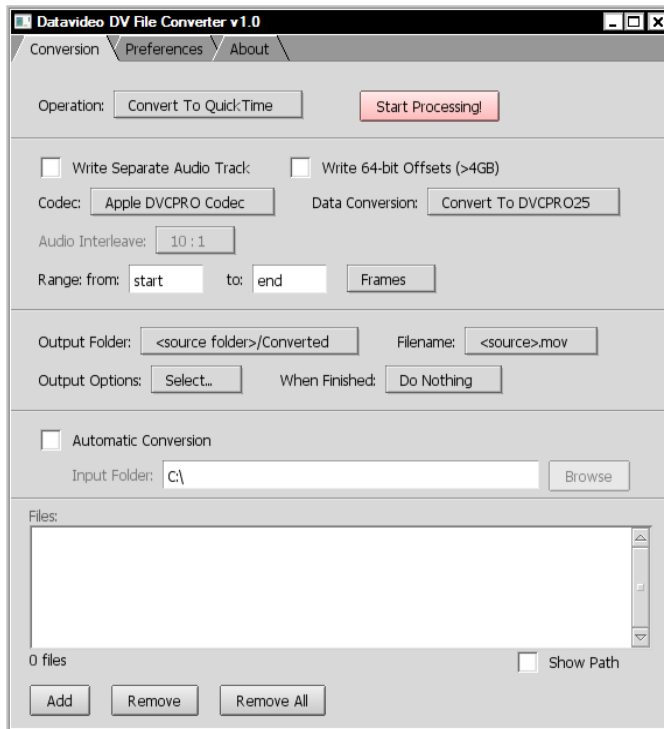 Datavideo DV File Converter v1.0
Conversion Preferences About
Operation: Convert To QuickTime Start Processing!
Write Separate Audio Track Write 64-bit Offsets (>4GB)
Codec: Apple DVCPRO Codec Data Conversion: Convert To DVCPRO25
Audio Interleave: 10 : 1
Range: from: start to: end Frames
Output Folder: <source folder>/Converted Filename: <source>.mov
Output Options: Select... When Finished: Do Nothing
Automatic Conversion
Input Folder: C:\ Browse
Files:
0 files Show Path
Add Remove Remove All